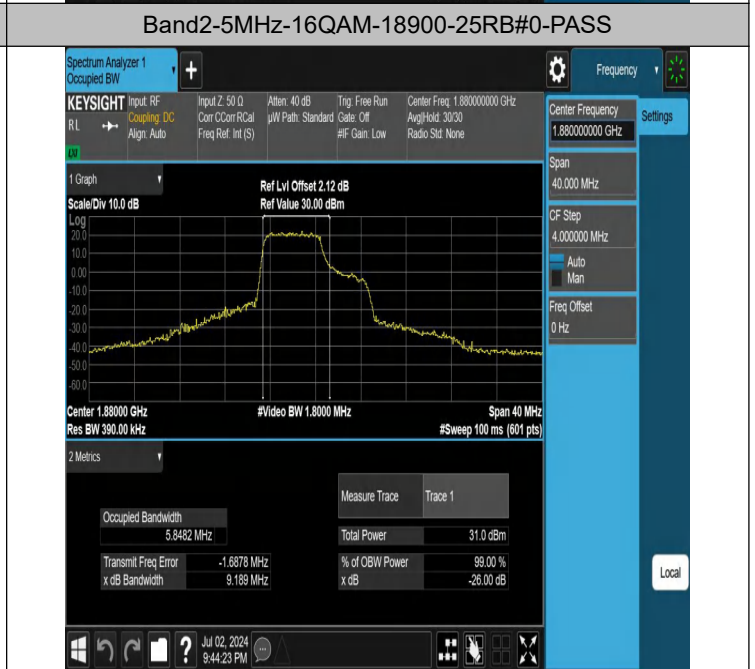 Band2-5MHz-16QAM-18900-25RB#0-PASS
Spectrum Analyzer 1
Occupied BW
Frequency
KEYSIGHT
R L
Input: RF
Coupling: DC
Align: Auto
Input Z: 50 Ω
Corr CCorr RCal
Freq Ref: Int (S)
Atten: 40 dB
µW Path: Standard
Trig: Free Run
Gate: Off
#IF Gain: Low
Center Freq: 1.880000000 GHz
Avg|Hold: 30/30
Radio Std: None
LXI
Center Frequency
1.880000000 GHz
Settings
Span
40.000 MHz
CF Step
4.000000 MHz
Auto
Man
Freq Offset
0 Hz
1 Graph
Scale/Div 10.0 dB
Ref Lvl Offset 2.12 dB
Ref Value 30.00 dBm
Log
20.0
10.0
0.00
-10.0
-20.0
-30.0
-40.0
-50.0
-60.0
Center 1.88000 GHz
#Video BW 1.8000 MHz
Span 40 MHz
Res BW 390.00 kHz
#Sweep 100 ms (601 pts)
2 Metrics
Measure Trace
Trace 1
Occupied Bandwidth
5.8482 MHz
Total Power
31.0 dBm
Transmit Freq Error
-1.6878 MHz
% of OBW Power
99.00 %
x dB Bandwidth
9.189 MHz
x dB
-26.00 dB
Local
?
Jul 02, 2024
9:44:23 PM